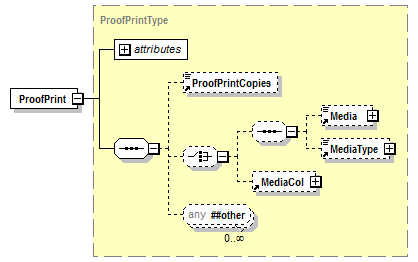 ProofPrintType
attributes
ProofPrint
ProofPrintCopies
Media
MediaType
MediaCol
any ##other
0..∞